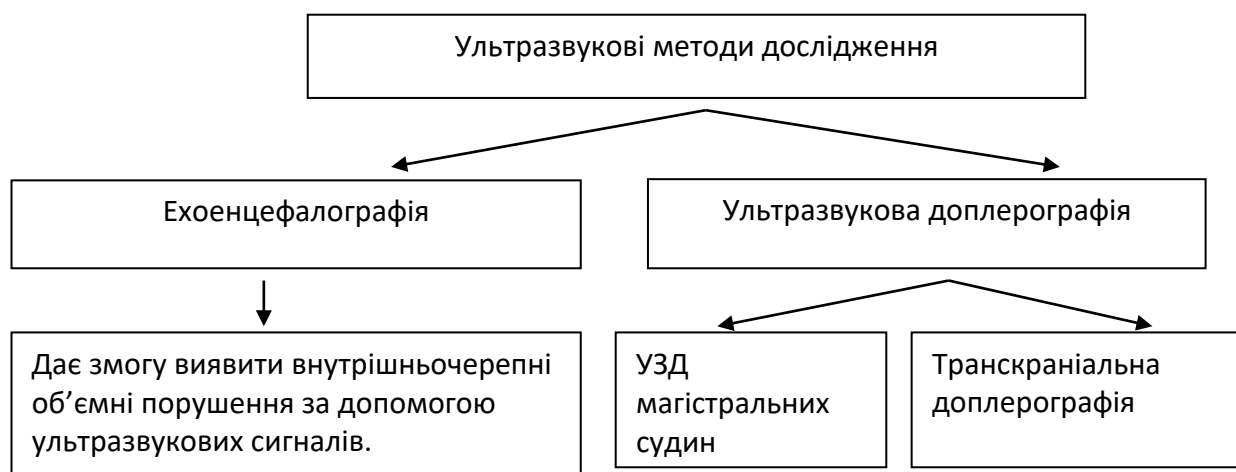 Ультразвукові методи дослідження
Ехоенцефалографія
Ультразвукова доплерографія
Дає змогу виявити внутрішньочерепні
об’ємні порушення за допомогою
ультразвукових сигналів.
УЗД
магістральних
судин
Транскраніальна
доплерографія